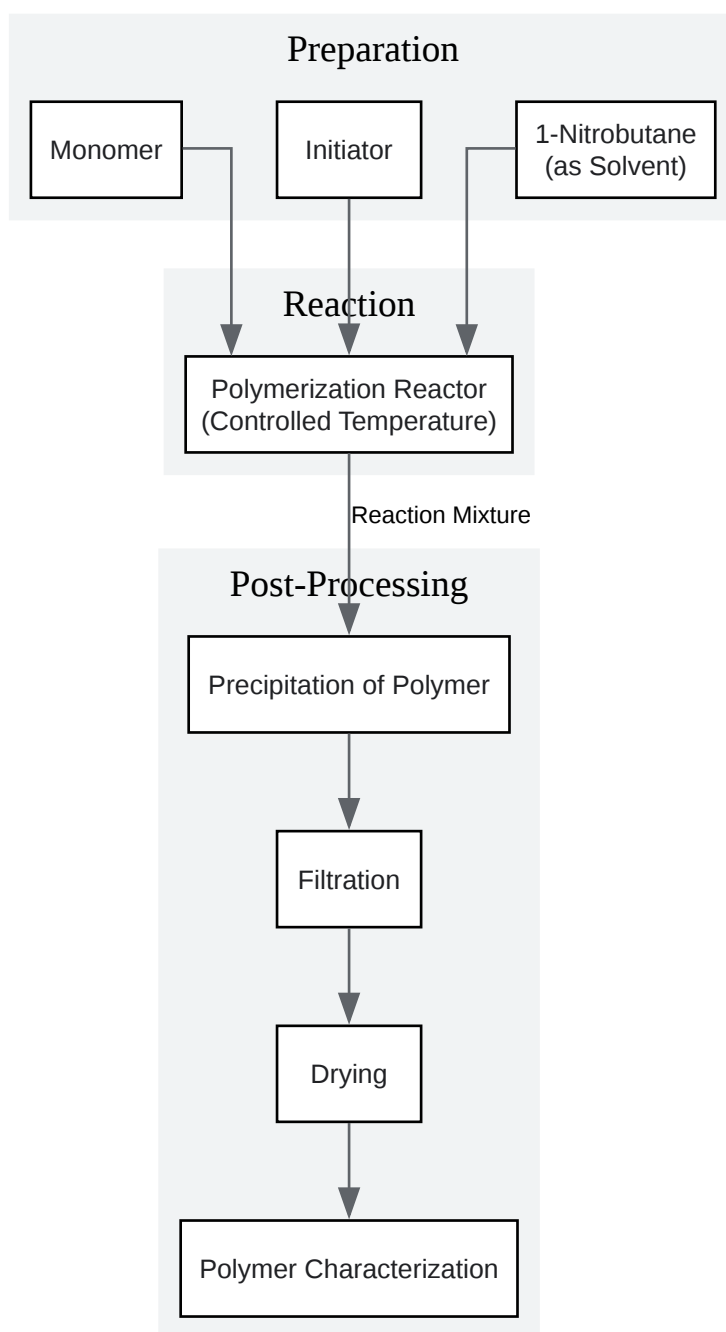 Preparation
Monomer
Initiator
1-Nitrobutane
(as Solvent)
Reaction
Polymerization Reactor
(Controlled Temperature)
Reaction Mixture
Post-Processing
Precipitation of Polymer
Filtration
Drying
Polymer Characterization